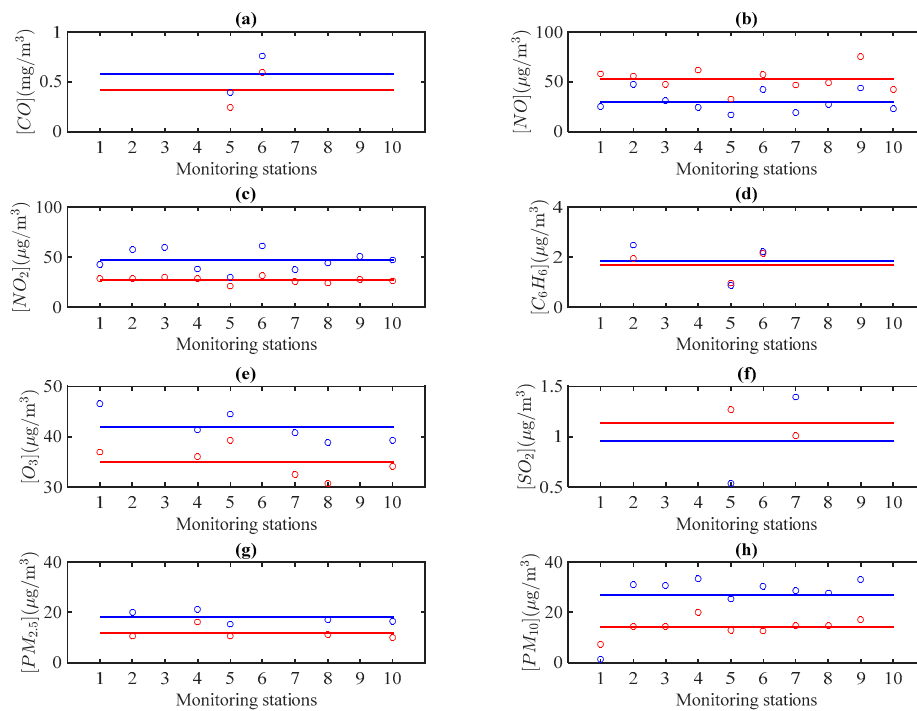 (a)
[CO](mg/m³)
1
0.5
0
1 2 3 4 5 6 7 8 9 10
Monitoring stations
(b)
[NO](μg/m³)
100
50
0
1 2 3 4 5 6 7 8 9 10
Monitoring stations
(c)
[NO₂](μg/m³)
100
50
0
1 2 3 4 5 6 7 8 9 10
Monitoring stations
(d)
[C₆H₆](μg/m³)
4
2
0
1 2 3 4 5 6 7 8 9 10
Monitoring stations
(e)
[O₃](μg/m³)
50
40
30
1 2 3 4 5 6 7 8 9 10
Monitoring stations
(f)
[SO₂](μg/m³)
1.5
1
0.5
1 2 3 4 5 6 7 8 9 10
Monitoring stations
(g)
[PM₂.₅](μg/m³)
40
20
0
1 2 3 4 5 6 7 8 9 10
Monitoring stations
(h)
[PM₁₀](μg/m³)
40
20
0
1 2 3 4 5 6 7 8 9 10
Monitoring stations